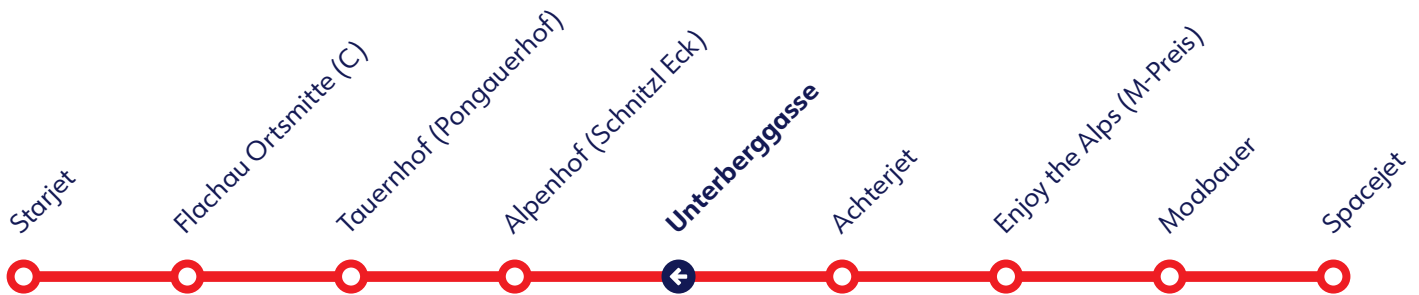 Starjet
Flachau Ortsmitte (C)
Tauernhof (Pongauerhof)
Alpenhof (Schnitzl Eck)
Unterberggasse
Achterjet
Enjoy the Alps (M-Preis)
Moabauer
Spacejet